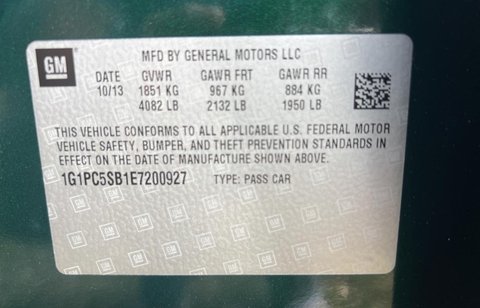 GM
MFD BY GENERAL MOTORS LLC
DATE GVWR GAWR FRT GAWR RR
10/13 1851 KG 967 KG 884 KG
4082 LB 2132 LB 1950 LB
THIS VEHICLE CONFORMS TO ALL APPLICABLE U.S. FEDERAL MOTOR
VEHICLE SAFETY, BUMPER, AND THEFT PREVENTION STANDARDS IN
EFFECT ON THE DATE OF MANUFACTURE SHOWN ABOVE.
1G1PC5SB1E7200927 TYPE: PASS CAR